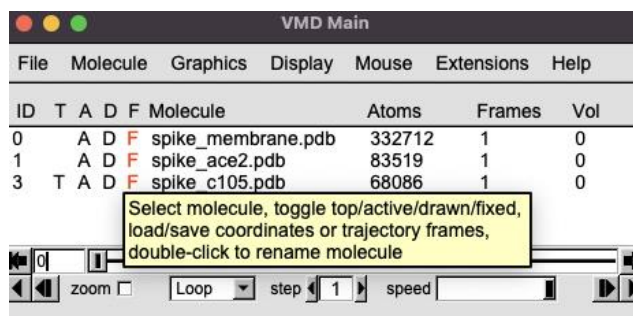 VMD Main
File Molecule Graphics Display Mouse Extensions Help
ID T A D F Molecule Atoms Frames Vol
0 A D F spike_membrane.pdb 332712 1 0
1 A D F spike_ace2.pdb 83519 1 0
3 T A D F spike_c105.pdb 68086 1 0
Select molecule, toggle top/active/drawn/fixed,
load/save coordinates or trajectory frames,
double-click to rename molecule
0
zoom Loop step 1 speed